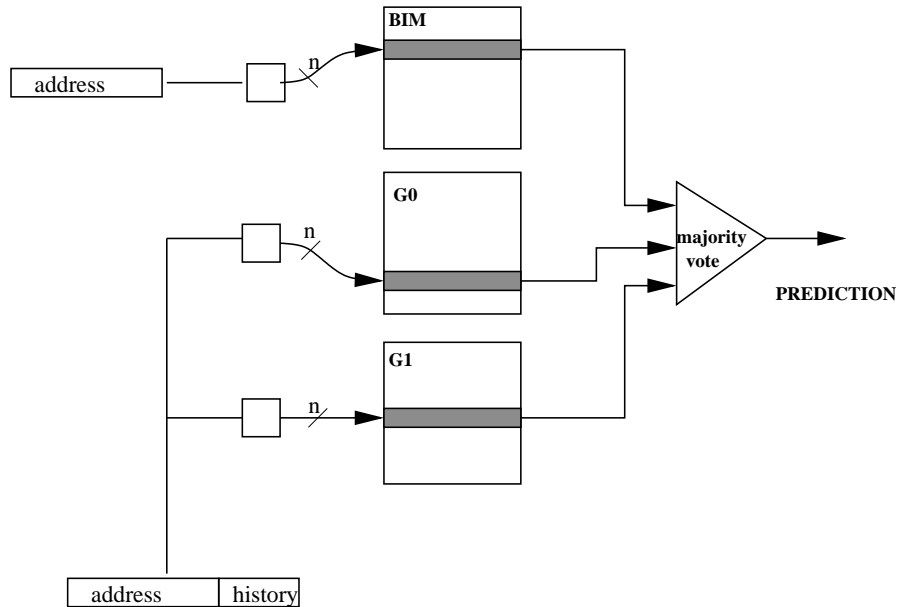 BIM
n
address
G0
n
majority
vote
PREDICTION
G1
n
address history